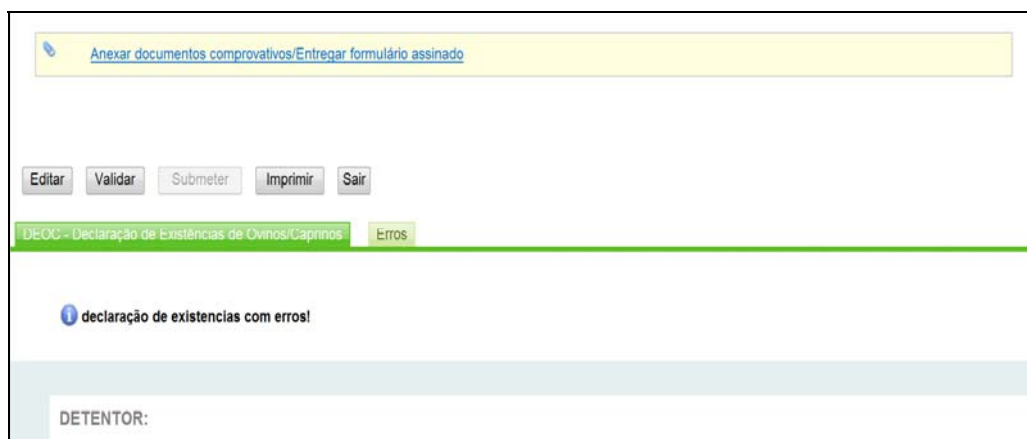 Anexar documentos comprovativos/Entregar formulário assinado
Editar Validar Submeter Imprimir Sair
DEOC - Declaração de Existências de Ovinos/Caprinos Erros
declaração de existencias com erros!
DETENTOR: